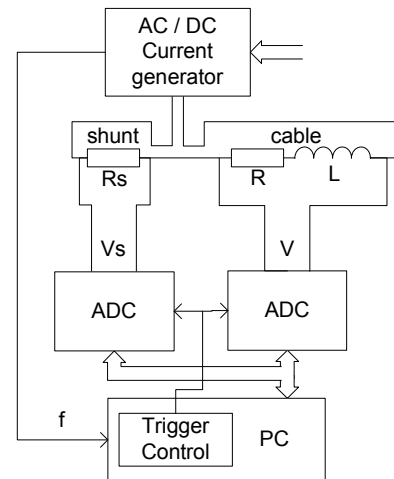 AC / DC
Current
generator
shunt
cable
Rs
R
L
Vs
V
ADC
ADC
f
Trigger
Control
PC